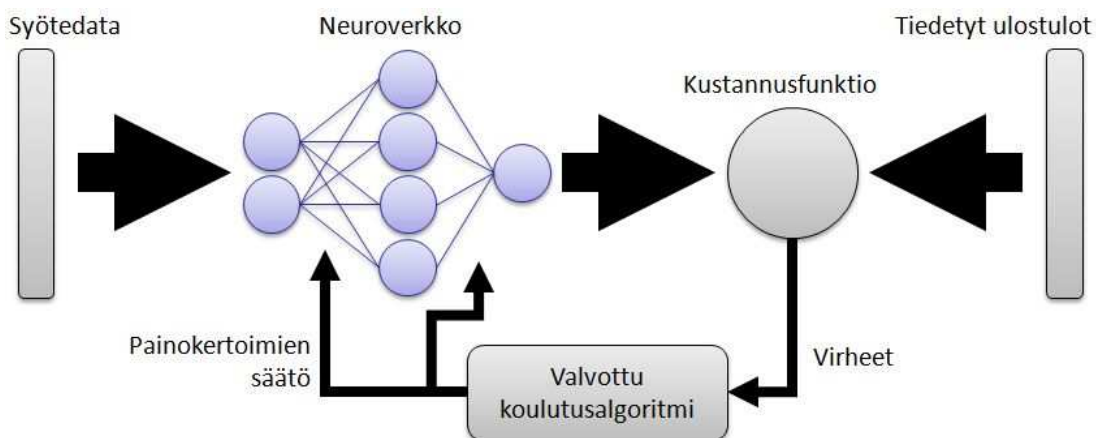 Syötedata
Neuroverkko
Tiedetyt ulostulot
Kustannusfunktio
Painokertoimien
säätö
Valvottu
koulutusalgoritmi
Virheet